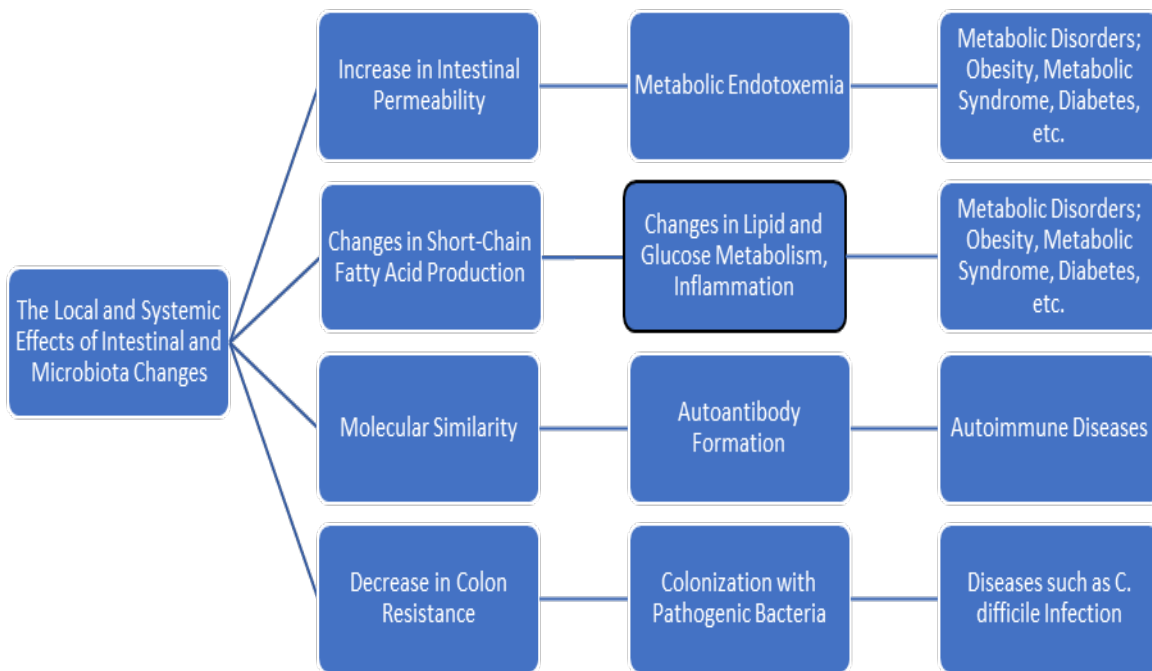 The Local and Systemic
Effects of Intestinal and
Microbiota Changes
Increase in Intestinal
Permeability
Metabolic Endotoxemia
Metabolic Disorders;
Obesity, Metabolic
Syndrome, Diabetes,
etc.
Changes in Short-Chain
Fatty Acid Production
Changes in Lipid and
Glucose Metabolism,
Inflammation
Metabolic Disorders;
Obesity, Metabolic
Syndrome, Diabetes,
etc.
Molecular Similarity
Autoantibody
Formation
Autoimmune Diseases
Decrease in Colon
Resistance
Colonization with
Pathogenic Bacteria
Diseases such as C.
difficile Infection